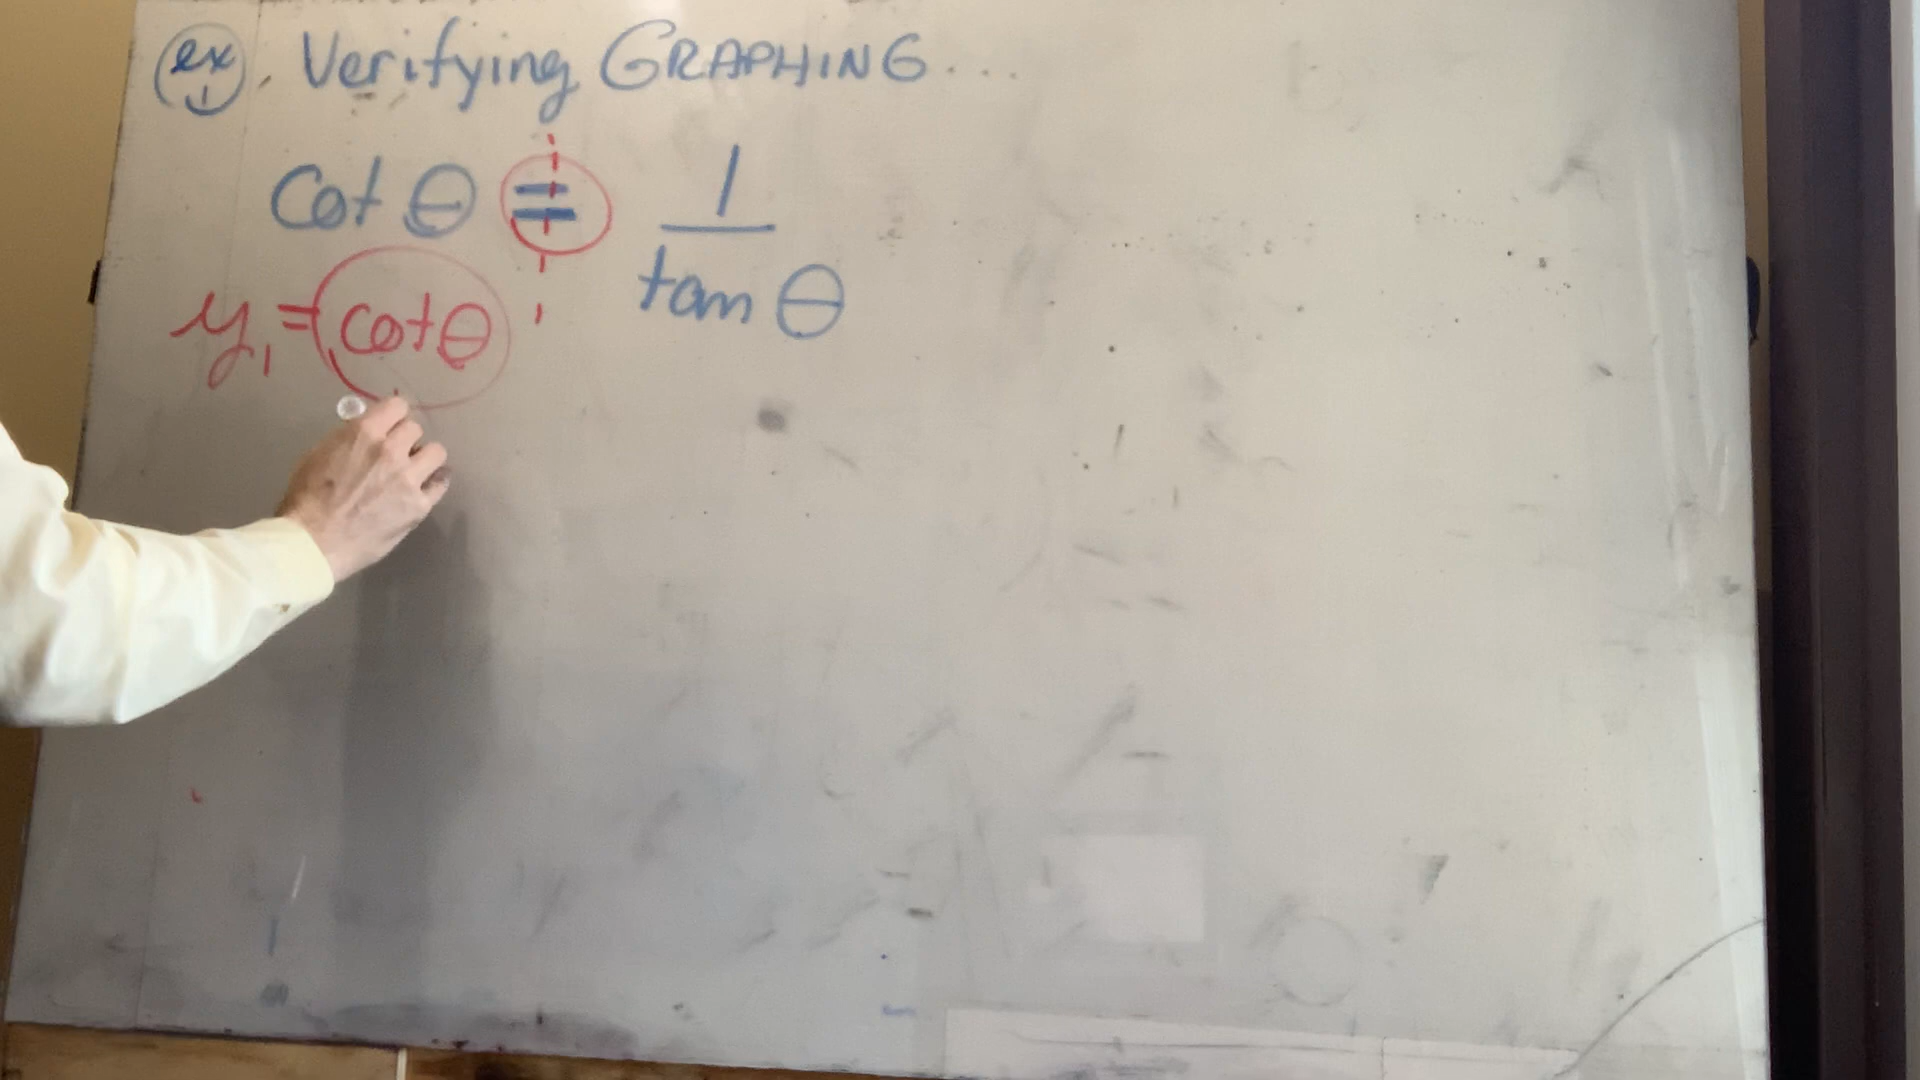 ex 1. Verifying GRAPHING...
cot θ = 1 / tan θ
y₁ = cot θ